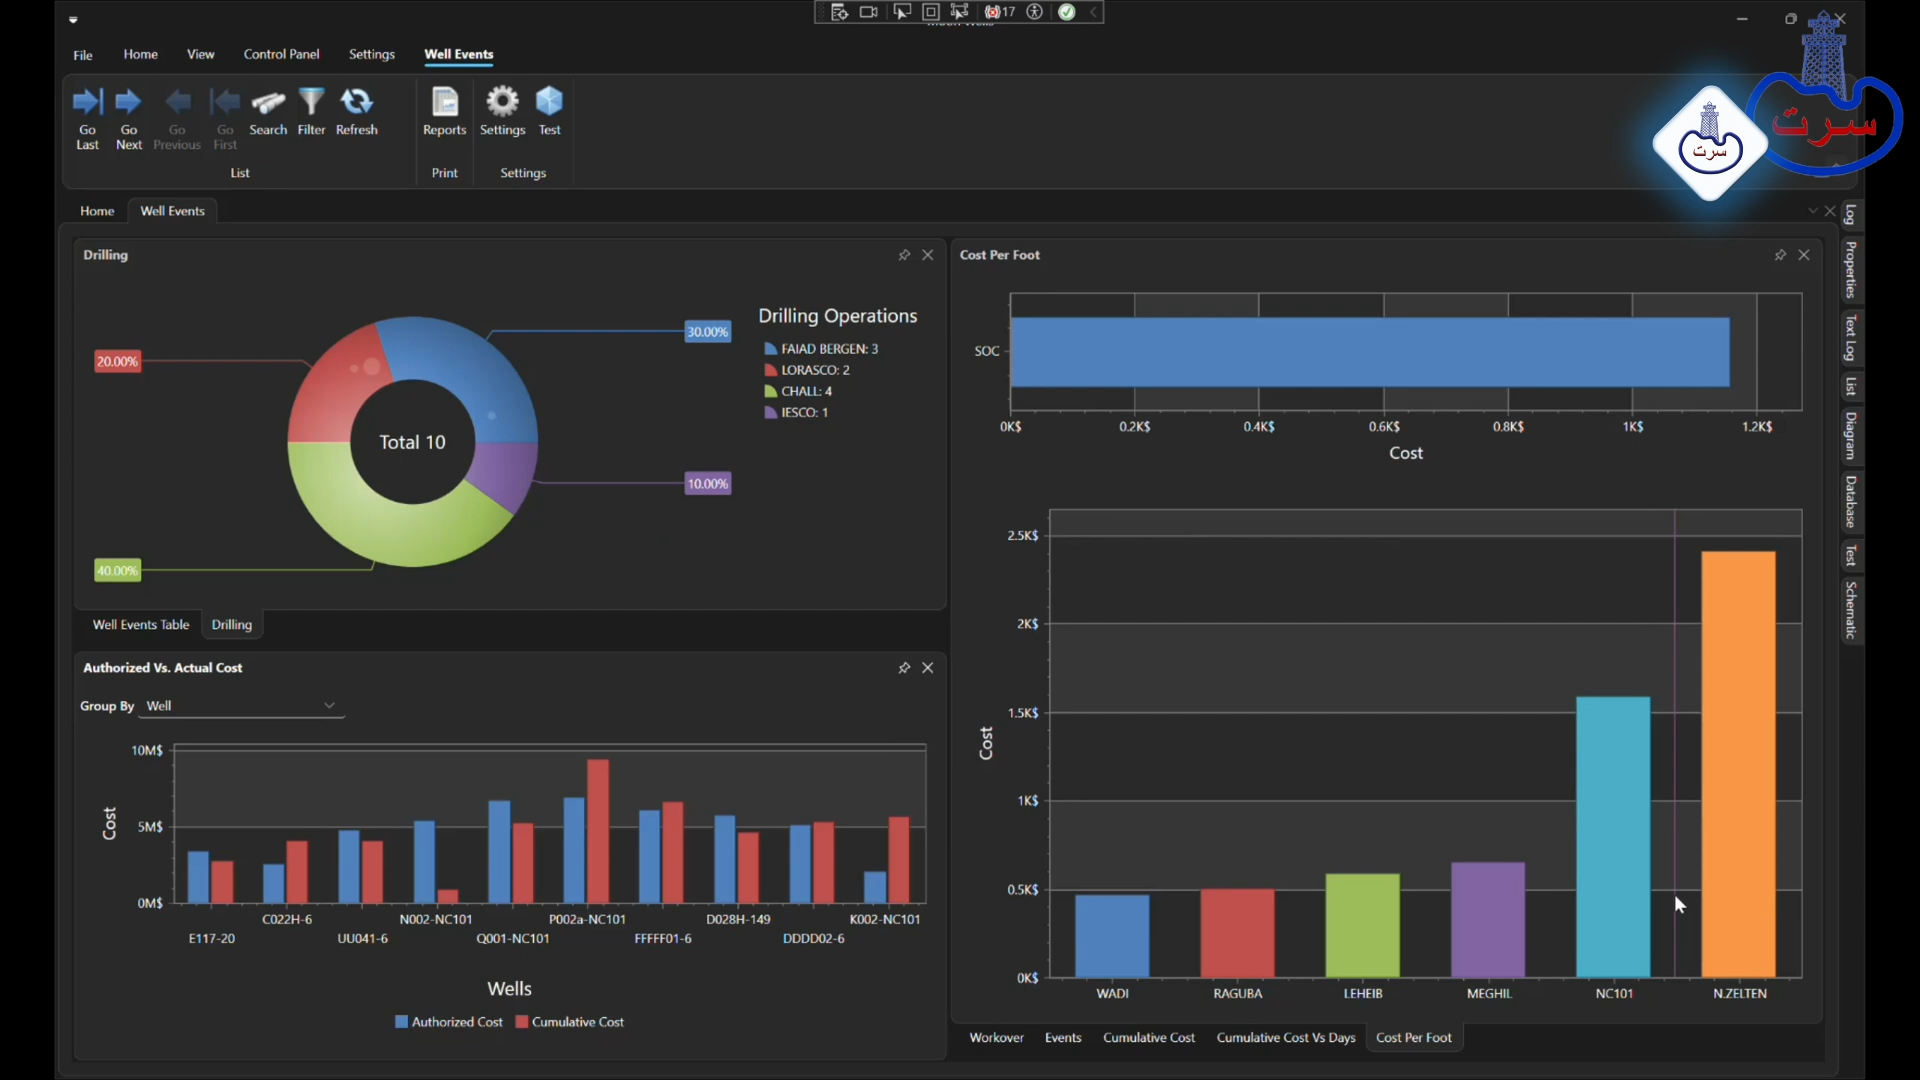 17
File
Home
View
Control Panel
Settings
Well Events
Go Last
Go Next
Go Previous
Go First
Search
Filter
Refresh
Reports
Settings
Test
List
Print
Settings
سرت
سرت
Home
Well Events
Drilling
Drilling Operations
FAIAD BERGEN: 3
LORASCO: 2
CHALL: 4
IESCO: 1
30.00%
20.00%
Total 10
10.00%
40.00%
Well Events Table
Drilling
Authorized Vs. Actual Cost
Group By Well
10M$
5M$
0M$
Cost
C022H-6
N002-NC101
P002a-NC101
D028H-149
K002-NC101
E117-20
UU041-6
Q001-NC101
FFFFF01-6
DDDD02-6
Wells
Authorized Cost
Cumulative Cost
Cost Per Foot
SOC
0K$
0.2K$
0.4K$
0.6K$
0.8K$
1K$
1.2K$
Cost
2.5K$
2K$
1.5K$
1K$
0.5K$
0K$
Cost
WADI
RAGUBA
LEHEIB
MEGHIL
NC101
N.ZELTEN
Workover
Events
Cumulative Cost
Cumulative Cost Vs Days
Cost Per Foot
Log
Properties
Text Log
List
Diagram
Database
Test
Schematic